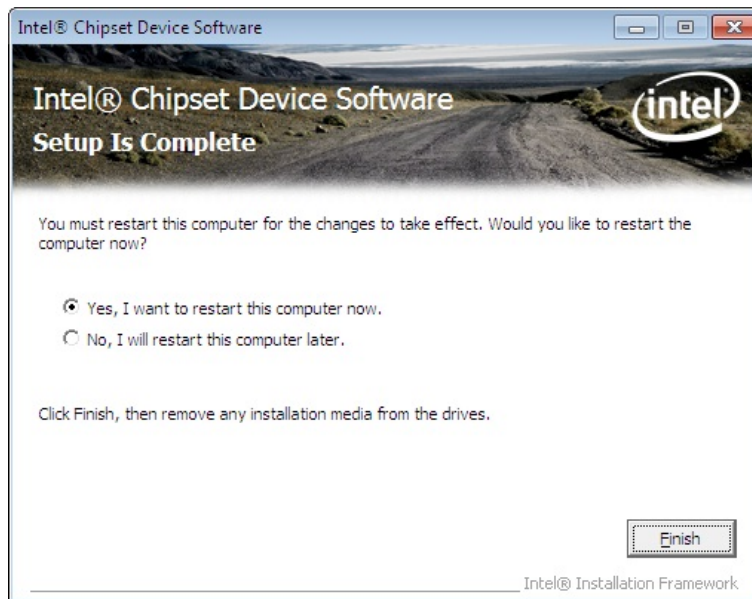 Intel® Chipset Device Software
Intel® Chipset Device Software
intel
Setup Is Complete
You must restart this computer for the changes to take effect. Would you like to restart the
computer now?
Yes, I want to restart this computer now.
No, I will restart this computer later.
Click Finish, then remove any installation media from the drives.
Finish
Intel® Installation Framework